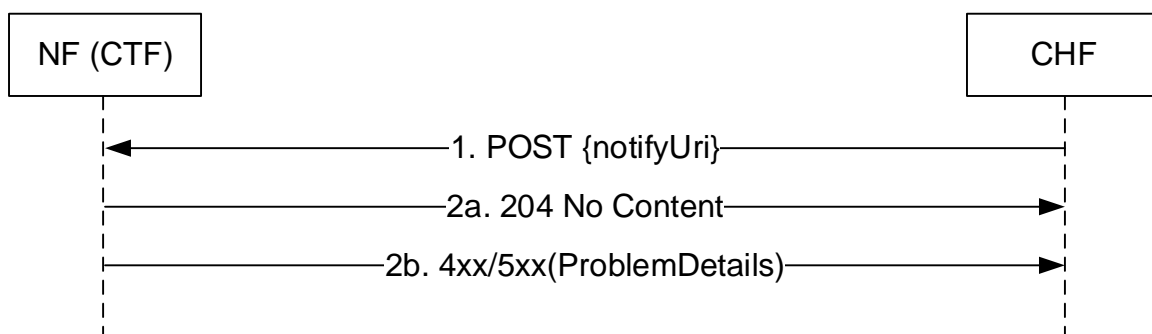 NF (CTF)
CHF
1. POST {notifyUri}
2a. 204 No Content
2b. 4xx/5xx(ProblemDetails)